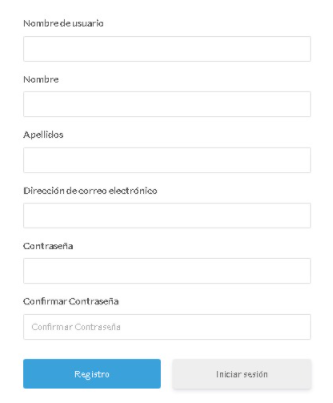 Nombre de usuario
Nombre
Apellidos
Dirección de correo electrónico
Contraseña
Confirmar Contraseña
Confirmar Contraseña
Registro
Iniciar sesión